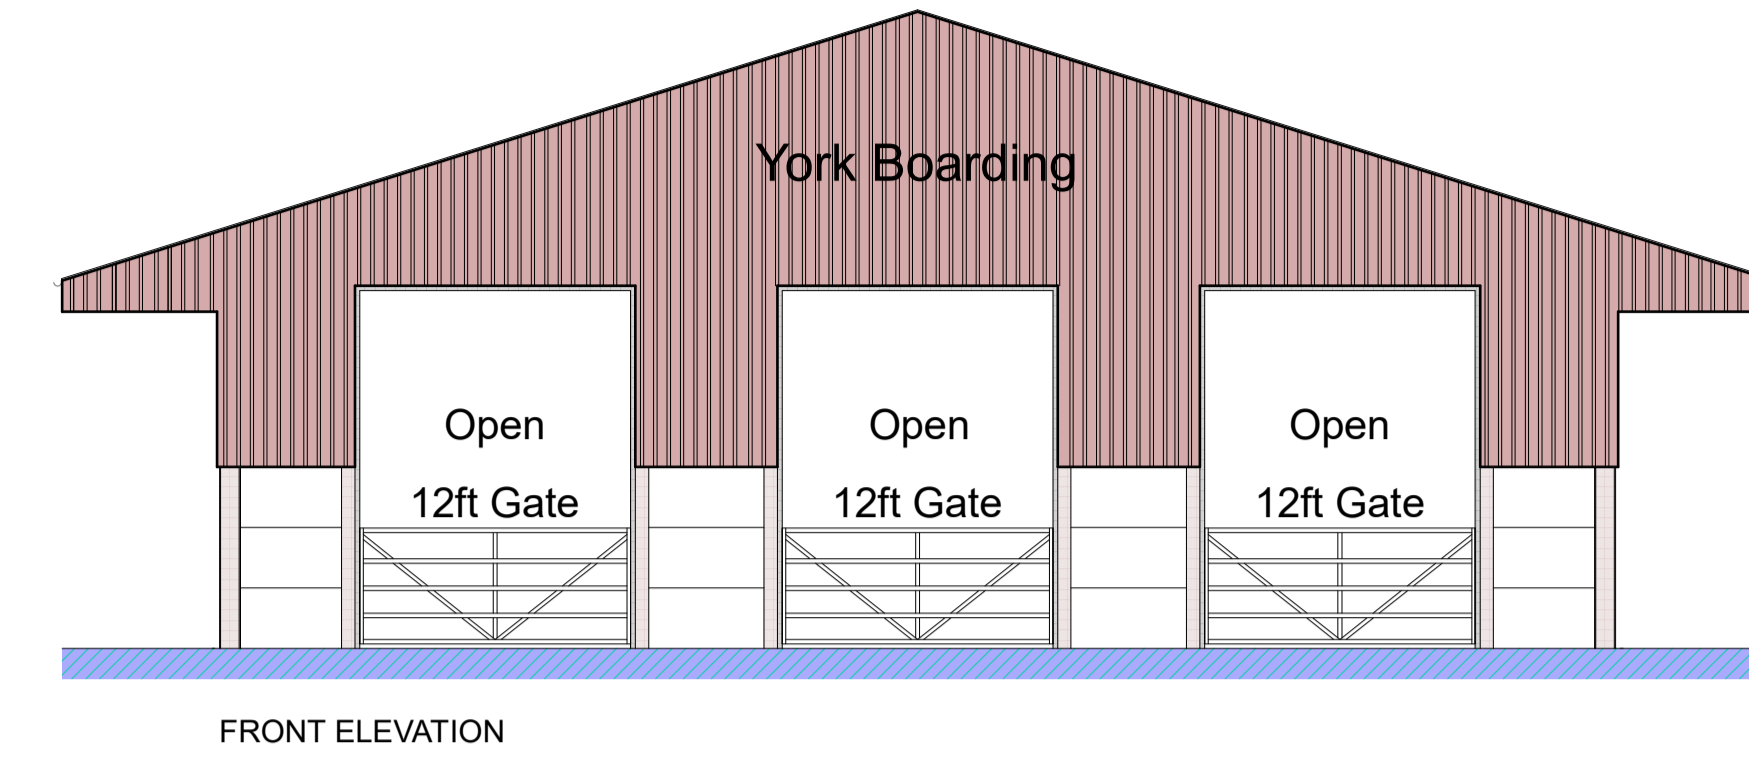 York Boarding
Open
Open
Open
12ft Gate
12ft Gate
12ft Gate
FRONT ELEVATION